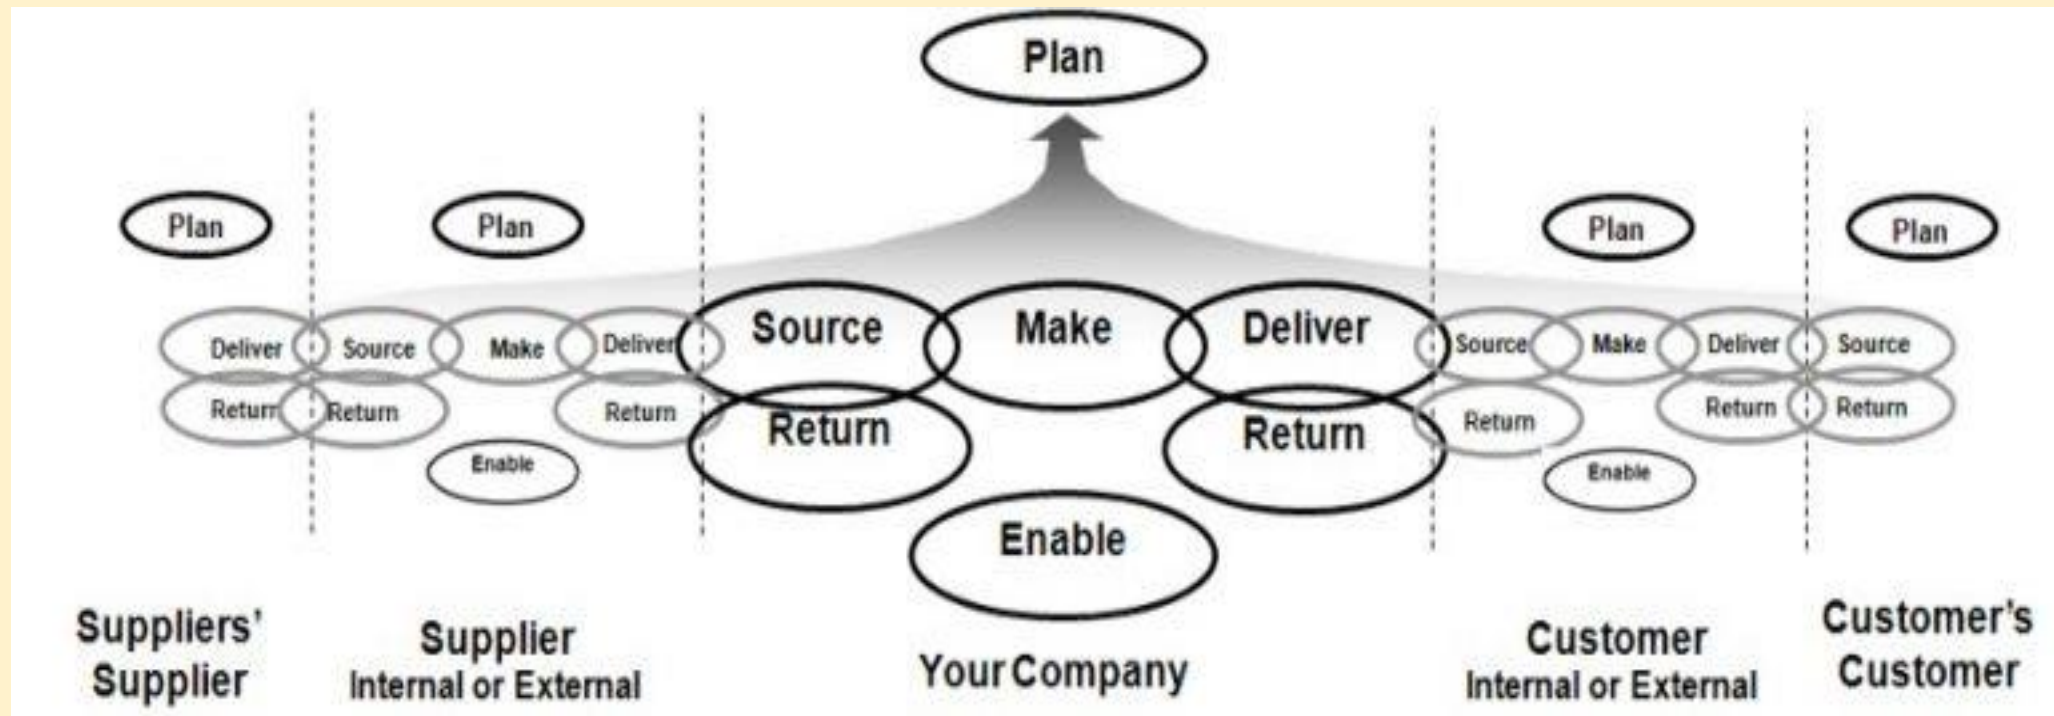 Plan
Plan
Plan
Plan
Plan
Deliver
Source
Make
Deliver
Source
Make
Deliver
Source
Make
Deliver
Source
Return
Return
Return
Return
Return
Return
Return
Return
Enable
Enable
Enable
Suppliers'
Supplier
Supplier
Internal or External
Your Company
Customer
Internal or External
Customer's
Customer